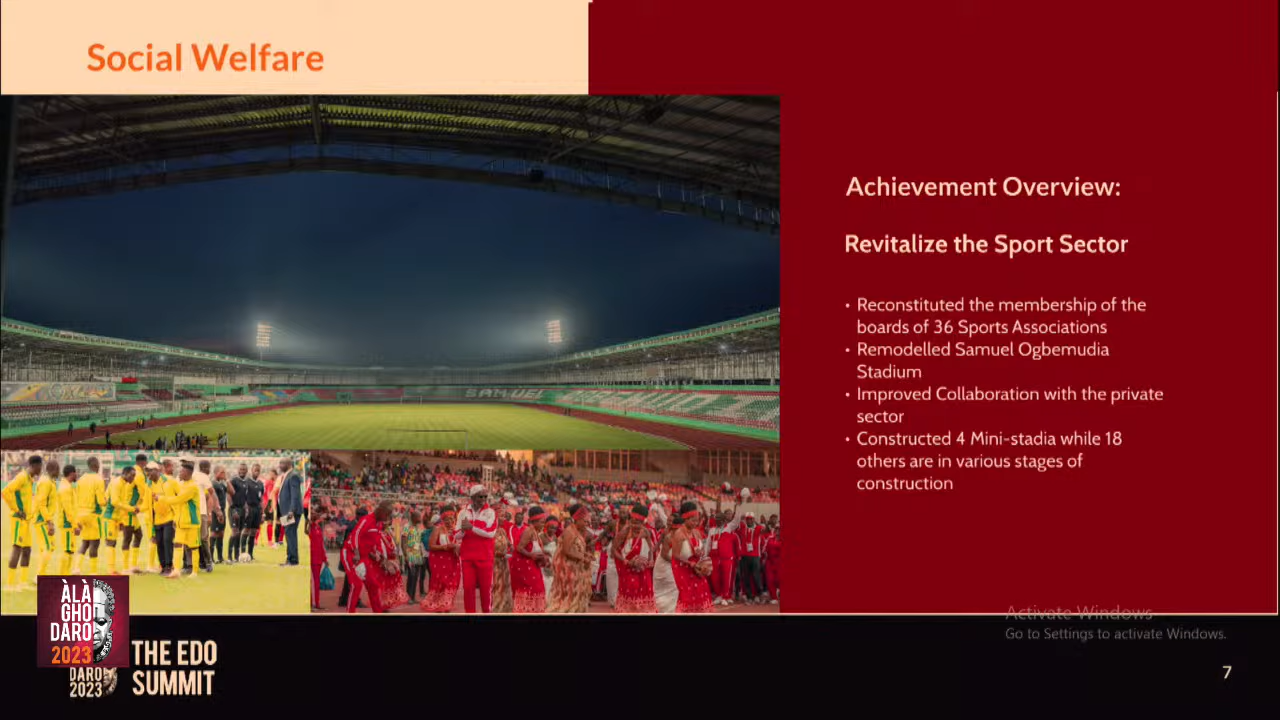 Social Welfare
SAMUEL
Achievement Overview:
Revitalize the Sport Sector
• Reconstituted the membership of the
boards of 36 Sports Associations
• Remodelled Samuel Ogbemudia
Stadium
• Improved Collaboration with the private
sector
• Constructed 4 Mini-stadia while 18
others are in various stages of
construction
ÀLÀ
GHO
DARO
2023
DARO
2023
THE EDO
SUMMIT
Activate Windows
Go to Settings to activate Windows.
7